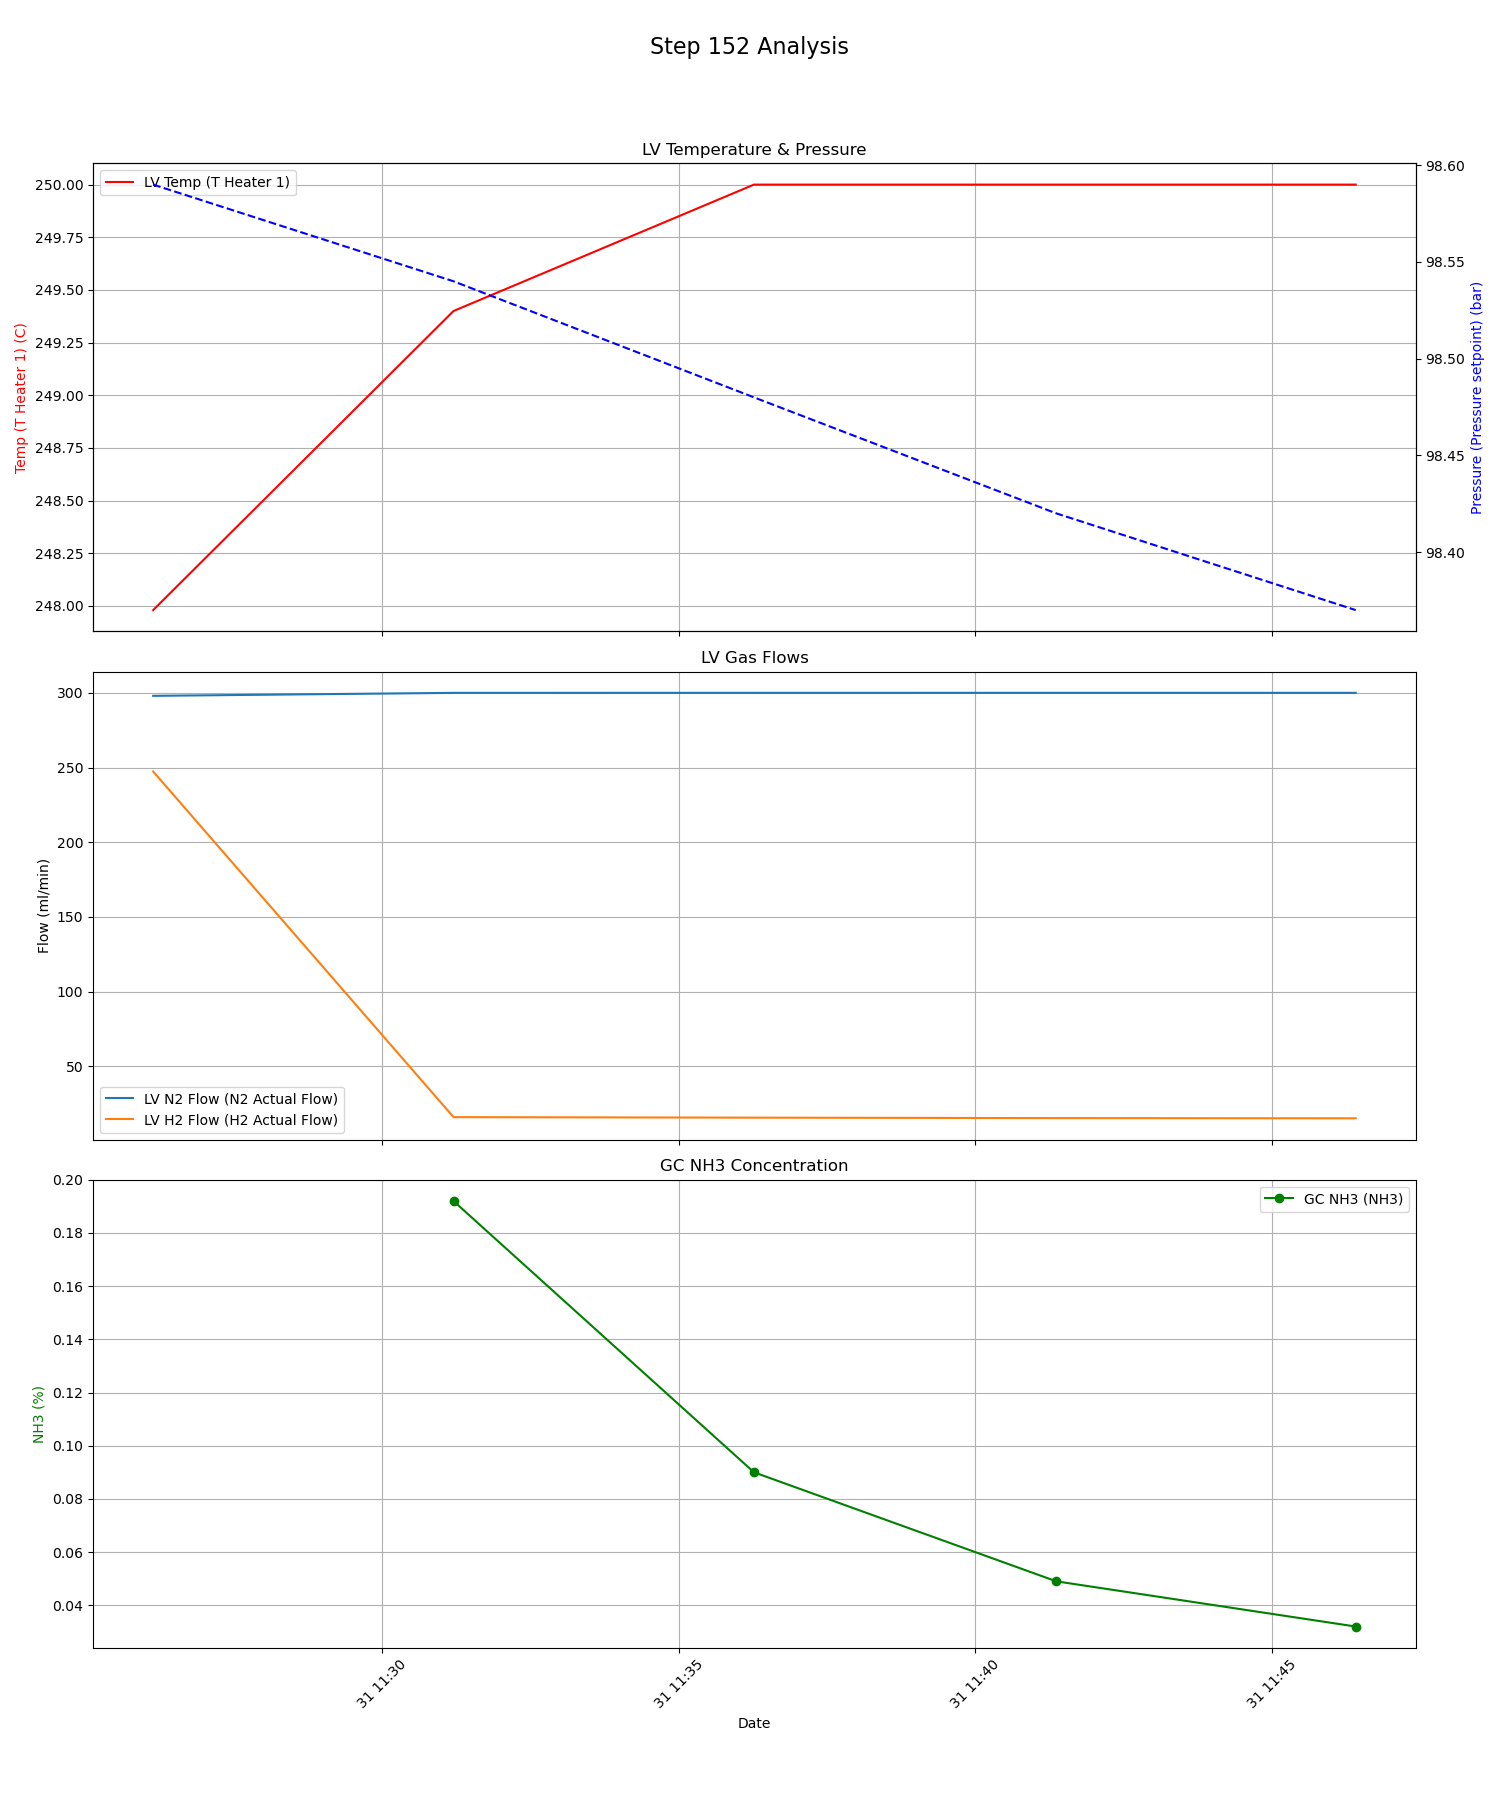 Step 152 Analysis
LV Temperature & Pressure
LV Temp (T Heater 1)
Temp (T Heater 1) (C)
250.00
249.75
249.50
249.25
249.00
248.75
248.50
248.25
248.00
98.60
98.55
98.50
98.45
98.40
Pressure (Pressure setpoint) (bar)
LV Gas Flows
Flow (ml/min)
300
250
200
150
100
50
LV N2 Flow (N2 Actual Flow)
LV H2 Flow (H2 Actual Flow)
GC NH3 Concentration
GC NH3 (NH3)
NH3 (%)
0.20
0.18
0.16
0.14
0.12
0.10
0.08
0.06
0.04
31 11:30
31 11:35
31 11:40
31 11:45
Date